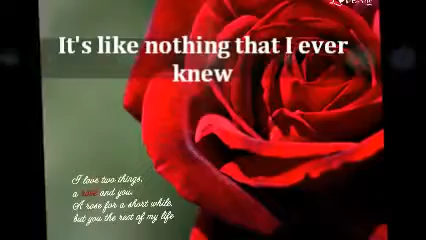 It's like nothing that I ever
knew
I love two things,
a rose and you.
A rose for a short while,
but you the rest of my life